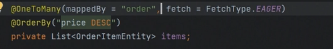 @OneToMany(mappedBy = "order", fetch = FetchType.EAGER)
@OrderBy("price DESC")
private List<OrderItemEntity> items;